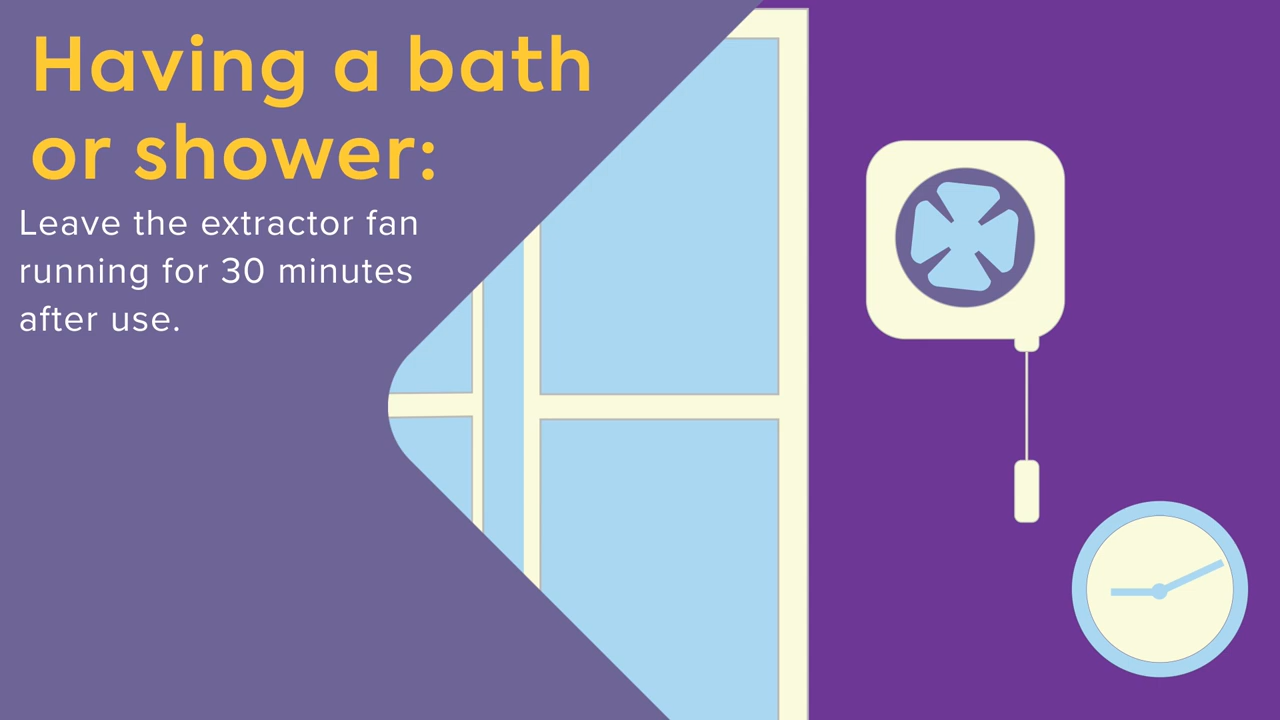 Having a bath
or shower:
Leave the extractor fan
running for 30 minutes
after use.